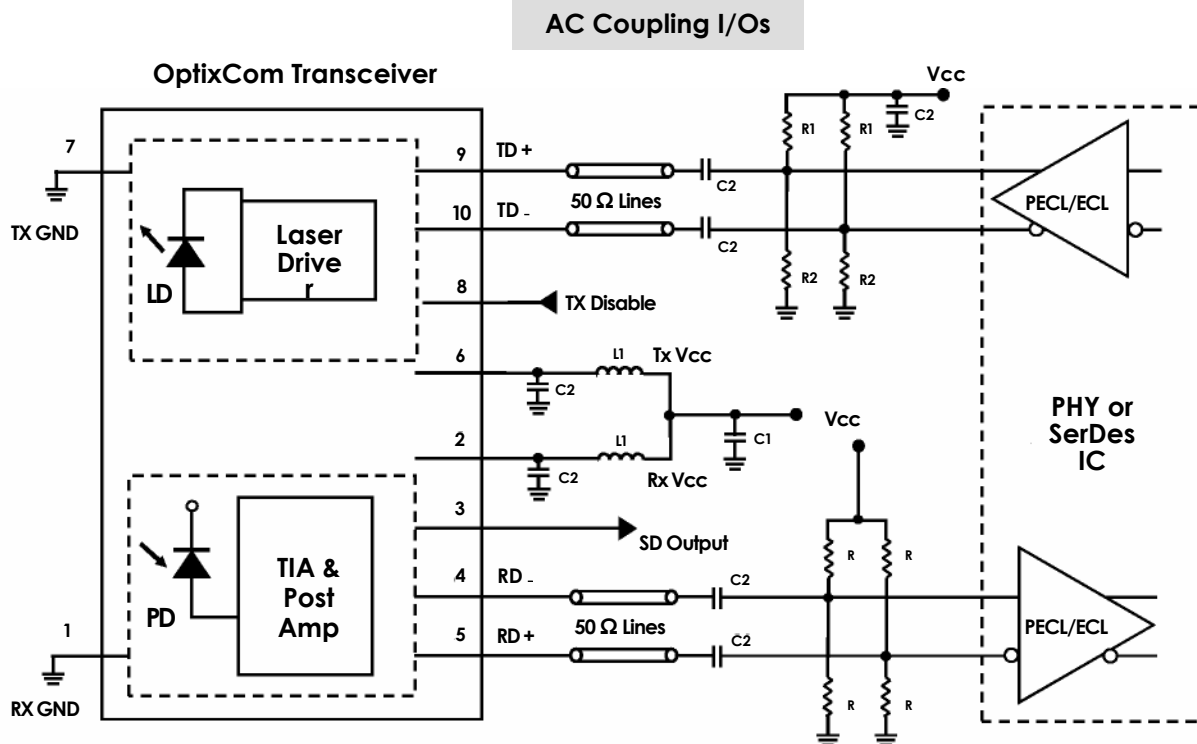 AC Coupling I/Os
OptixCom Transceiver
Vcc
7
9
TD +
R1
R1
C2
C2
TX GND
50 Ω Lines
10
TD -
C2
PECL/ECL
Laser
Drive
r
LD
R2
R2
8
TX Disable
6
L1
Tx Vcc
C2
C1
Vcc
PHY or
SerDes
IC
2
L1
C2
Rx Vcc
3
SD Output
R
R
TIA &
Post
Amp
4
RD -
C2
PD
1
50 Ω Lines
5
RD +
C2
PECL/ECL
RX GND
R
R